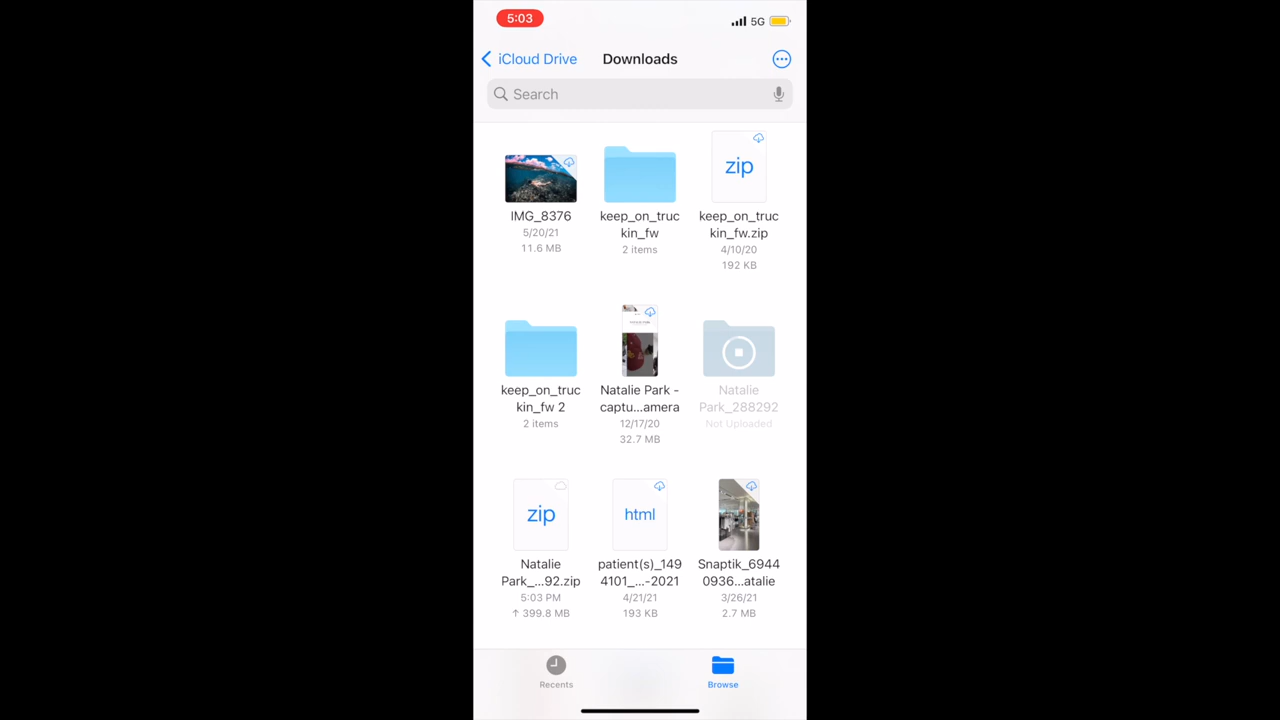 5:03
5G
iCloud Drive
Downloads
Search
IMG_8376
5/20/21
11.6 MB
keep_on_truc
kin_fw
2 items
zip
keep_on_truc
kin_fw.zip
4/10/20
192 KB
keep_on_truc
kin_fw 2
2 items
Natalie Park -
captu...amera
12/17/20
32.7 MB
Natalie
Park_288292
Not Uploaded
zip
Natalie
Park_...92.zip
5:03 PM
↑ 399.8 MB
html
patient(s)_149
4101_...-2021
4/21/21
193 KB
Snaptik_6944
0936...atalie
3/26/21
2.7 MB
Recents
Browse